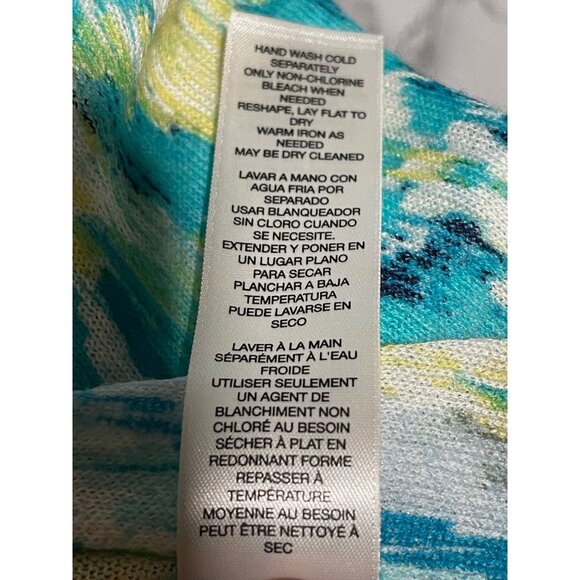 HAND WASH COLD
SEPARATELY
ONLY NON-CHLORINE
BLEACH WHEN
NEEDED
RESHAPE, LAY FLAT TO
DRY
WARM IRON AS
NEEDED
MAY BE DRY CLEANED
LAVAR A MANO CON
AGUA FRIA POR
SEPARADO
USAR BLANQUEADOR
SIN CLORO CUANDO
SE NECESITE.
EXTENDER Y PONER EN
UN LUGAR PLANO
PARA SECAR
PLANCHAR A BAJA
TEMPERATURA
PUEDE LAVARSE EN
SECO
LAVER À LA MAIN
SÉPARÉMENT À L'EAU
FROIDE
UTILISER SEULEMENT
UN AGENT DE
BLANCHIMENT NON
CHLORÉ AU BESOIN
SÉCHER À PLAT EN
REDONNANT FORME
REPASSER À
TEMPÉRATURE
MOYENNE AU BESOIN
PEUT ÊTRE NETTOYÉ À
SEC